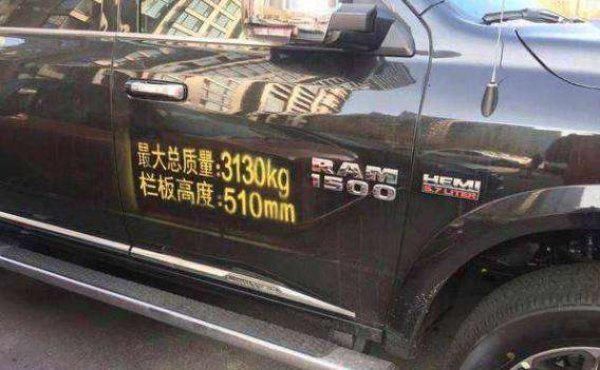 最大总质量:3130kg
栏板高度:510mm
RAM
1500
HEMI
5.7 LITER